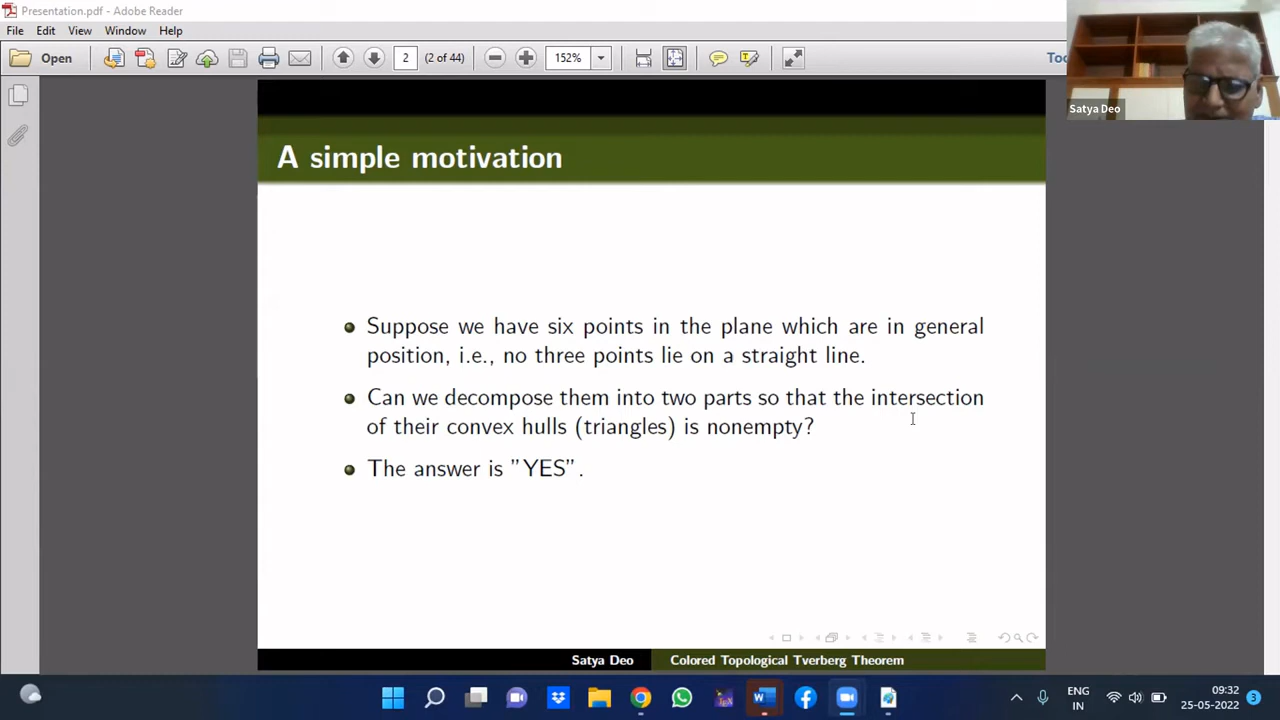 Presentation.pdf - Adobe Reader
File Edit View Window Help
Open
2
(2 of 44)
152%
Satya Deo
A simple motivation
Suppose we have six points in the plane which are in general
position, i.e., no three points lie on a straight line.
Can we decompose them into two parts so that the intersection
of their convex hulls (triangles) is nonempty?
The answer is "YES".
Satya Deo
Colored Topological Tverberg Theorem
ENG
IN
09:32
25-05-2022
3